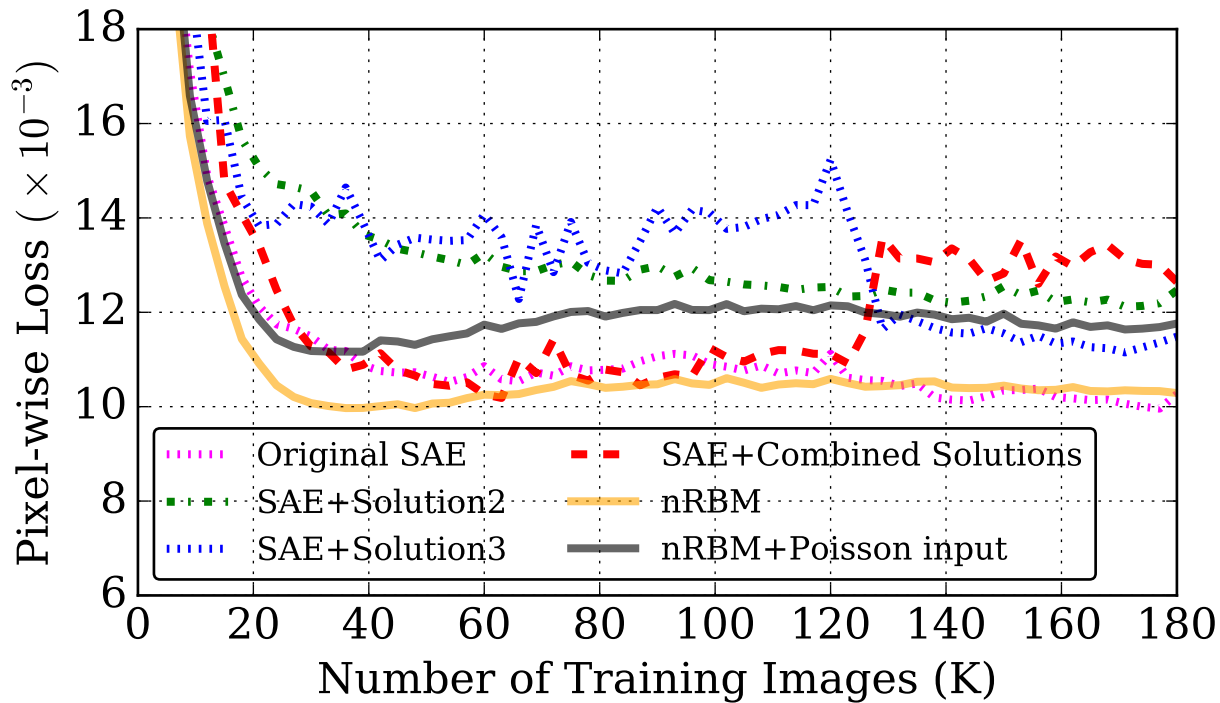 Pixel-wise Loss (× 10⁻³)
18
16
14
12
10
8
6
Original SAE
SAE+Solution2
SAE+Solution3
SAE+Combined Solutions
nRBM
nRBM+Poisson input
0 20 40 60 80 100 120 140 160 180
Number of Training Images (K)